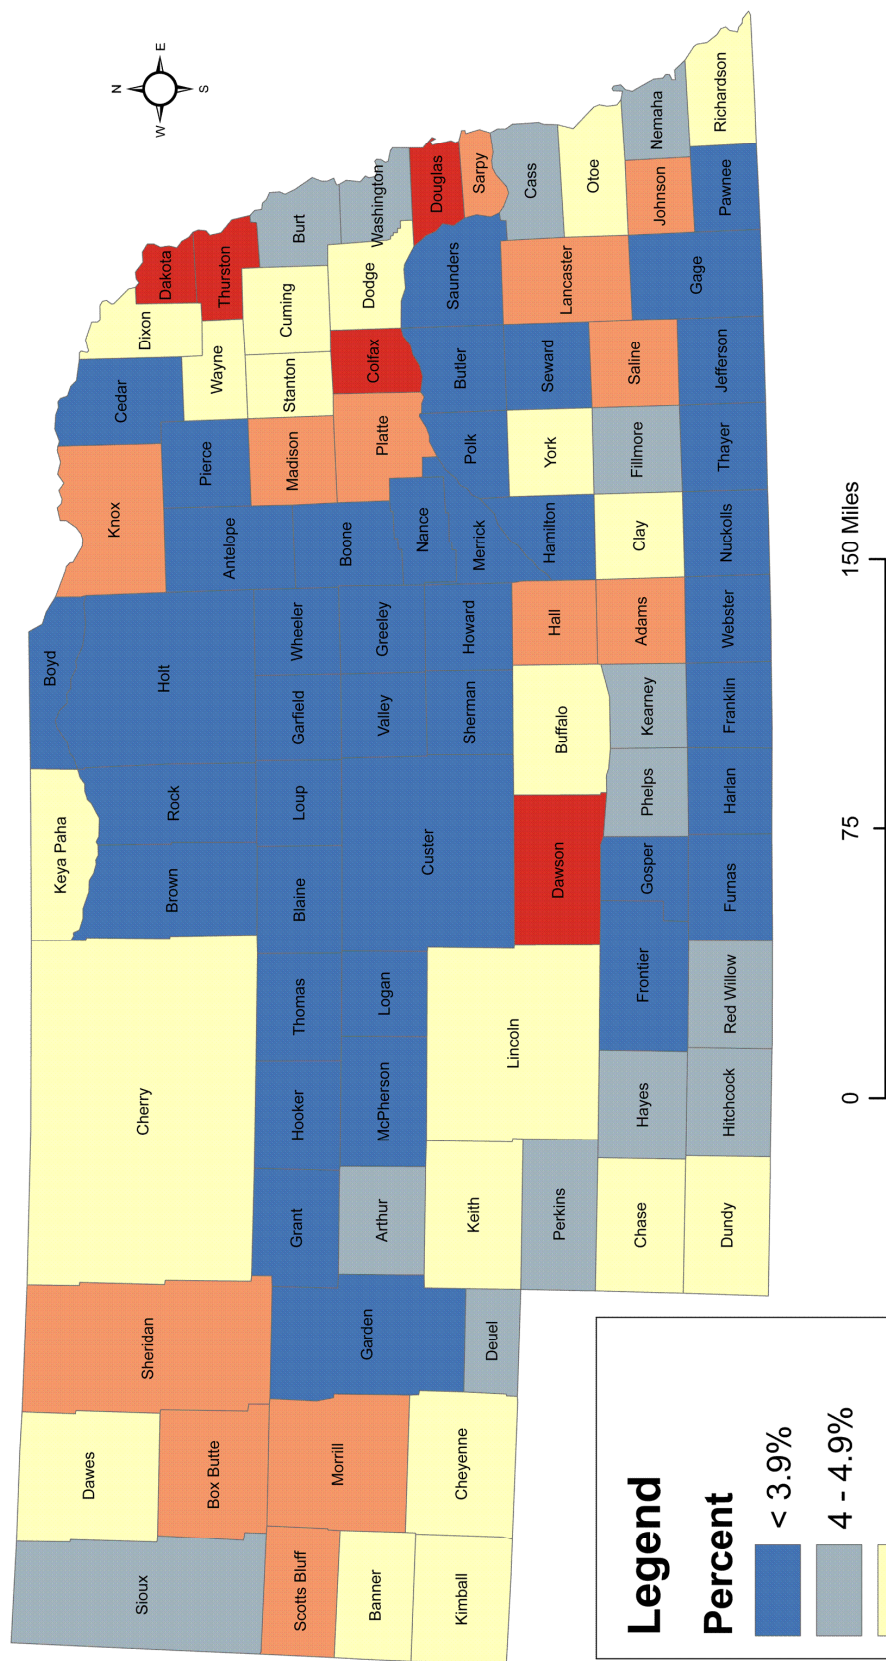 N
W
E
S
Sioux
Dawes
Sheridan
Box Butte
Scotts Bluff
Banner
Kimball
Morrill
Cheyenne
Garden
Deuel
Cherry
Keya Paha
Boyd
Brown
Rock
Holt
Knox
Cedar
Dixon
Dakota
Thurston
Antelope
Pierce
Wayne
Grant
Hooker
Thomas
Blaine
Loup
Garfield
Wheeler
Madison
Stanton
Cuming
Burt
Arthur
McPherson
Logan
Custer
Valley
Greeley
Boone
Platte
Colfax
Dodge
Washington
Douglas
Nance
Keith
Lincoln
Sherman
Howard
Merrick
Polk
Butler
Saunders
Sarpy
Perkins
Dawson
Buffalo
Hall
Hamilton
York
Seward
Lancaster
Cass
Otoe
Chase
Hayes
Frontier
Gosper
Phelps
Kearney
Adams
Clay
Fillmore
Saline
Johnson
Nemaha
Dundy
Hitchcock
Red Willow
Furnas
Harlan
Franklin
Webster
Nuckolls
Thayer
Jefferson
Gage
Pawnee
Richardson
0 75 150 Miles
Legend
Percent
< 3.9%
4 - 4.9%